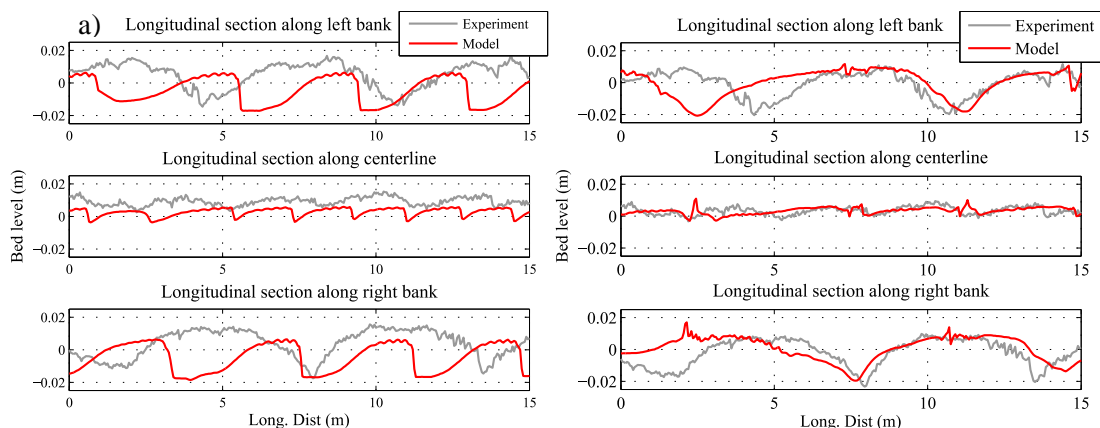 a)
Longitudinal section along left bank
Experiment
Model
0.02
0
−0.02
0
5
10
15
Longitudinal section along centerline
0.02
0
−0.02
0
5
10
15
Bed level (m)
Longitudinal section along right bank
0.02
0
−0.02
0
5
10
15
Long. Dist (m)
Longitudinal section along left bank
Experiment
Model
0.02
0
−0.02
0
5
10
15
Longitudinal section along centerline
0.02
0
−0.02
0
5
10
15
Bed level (m)
Longitudinal section along right bank
0.02
0
−0.02
0
5
10
15
Long. Dist (m)